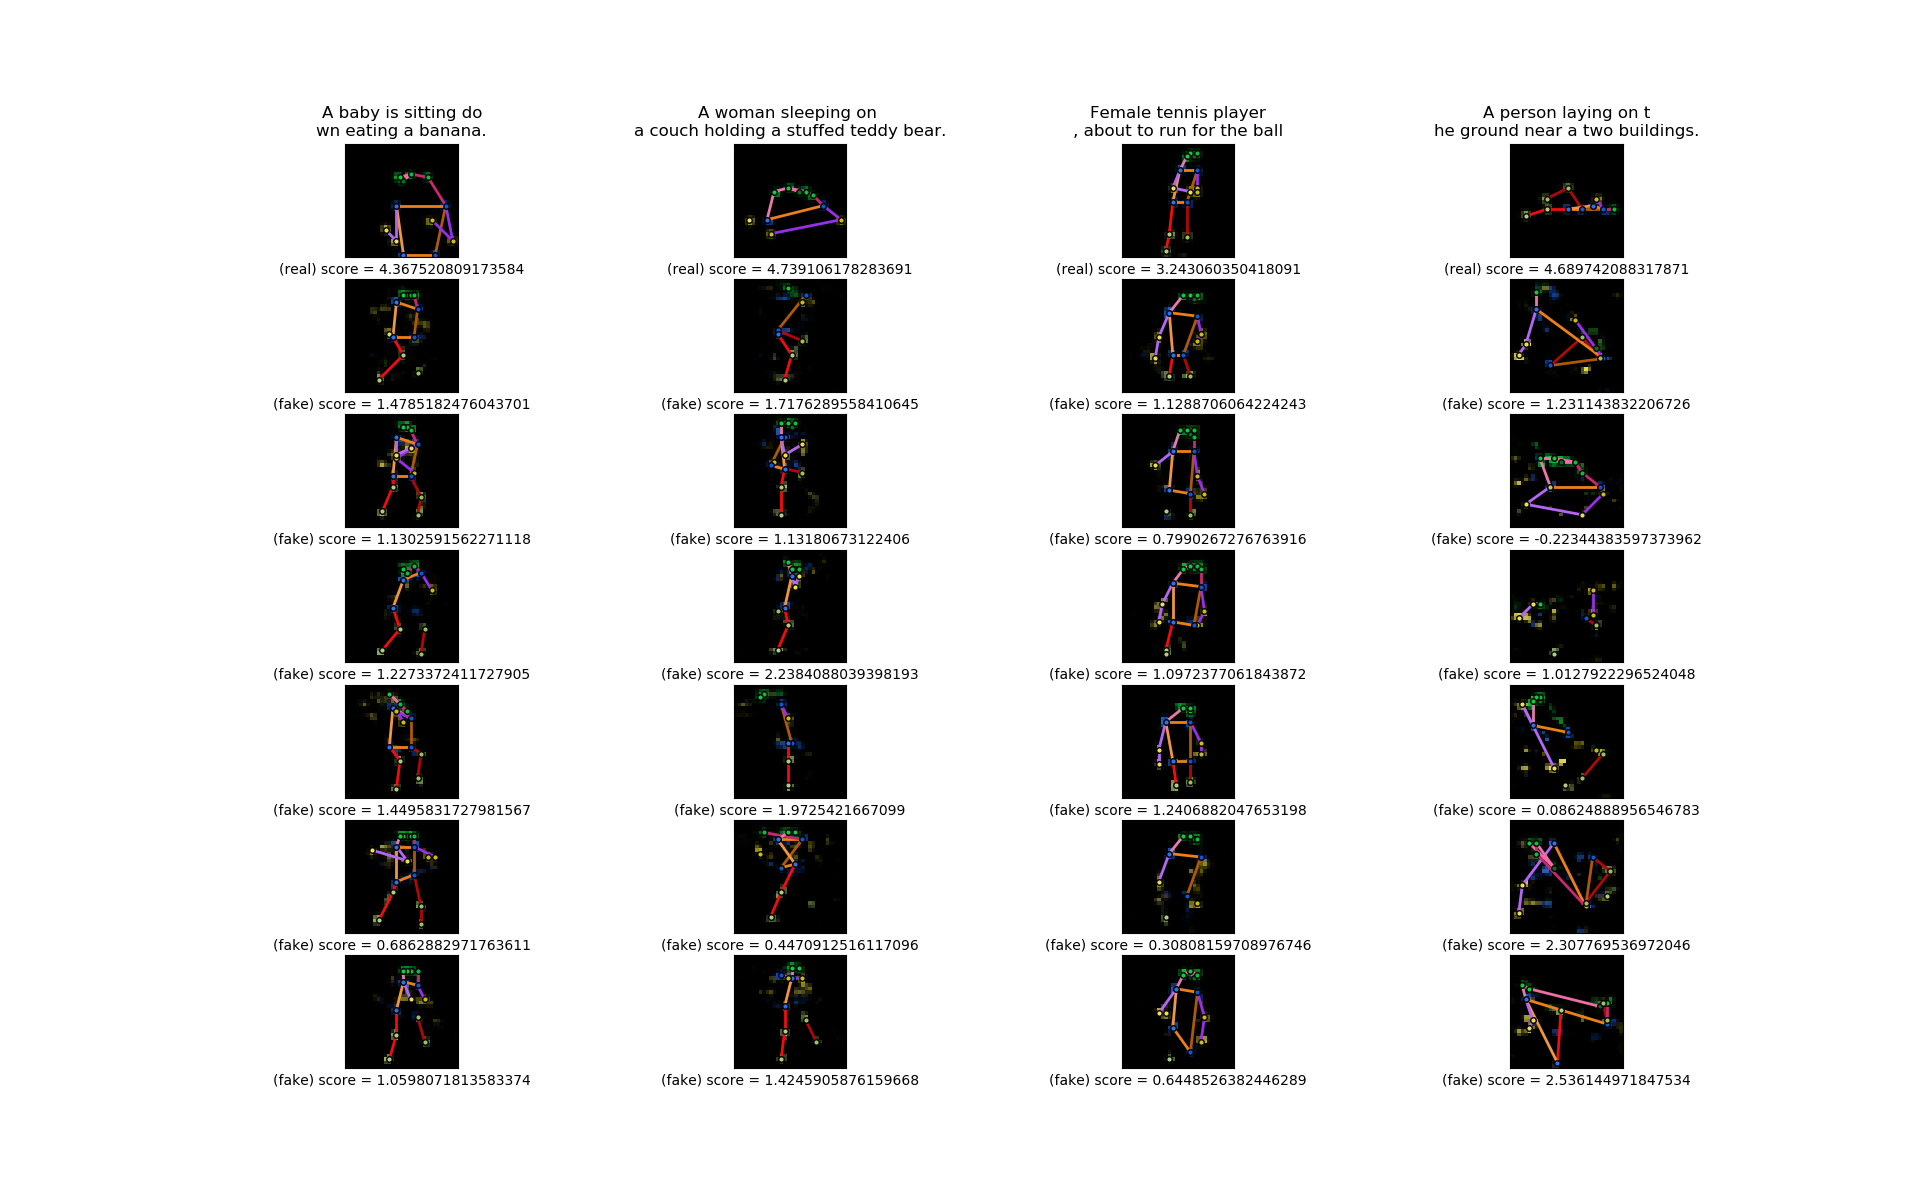 A baby is sitting do
wn eating a banana.
A woman sleeping on
a couch holding a stuffed teddy bear.
Female tennis player
, about to run for the ball
A person laying on t
he ground near a two buildings.
(real) score = 4.367520809173584
(real) score = 4.739106178283691
(real) score = 3.243060350418091
(real) score = 4.689742088317871
(fake) score = 1.4785182476043701
(fake) score = 1.7176289558410645
(fake) score = 1.1288706064224243
(fake) score = 1.231143832206726
(fake) score = 1.1302591562271118
(fake) score = 1.13180673122406
(fake) score = 0.7990267276763916
(fake) score = -0.22344383597373962
(fake) score = 1.2273372411727905
(fake) score = 2.2384088039398193
(fake) score = 1.0972377061843872
(fake) score = 1.0127922296524048
(fake) score = 1.4495831727981567
(fake) score = 1.9725421667099
(fake) score = 1.2406882047653198
(fake) score = 0.08624888956546783
(fake) score = 0.6862882971763611
(fake) score = 0.4470912516117096
(fake) score = 0.30808159708976746
(fake) score = 2.307769536972046
(fake) score = 1.0598071813583374
(fake) score = 1.4245905876159668
(fake) score = 0.6448526382446289
(fake) score = 2.536144971847534